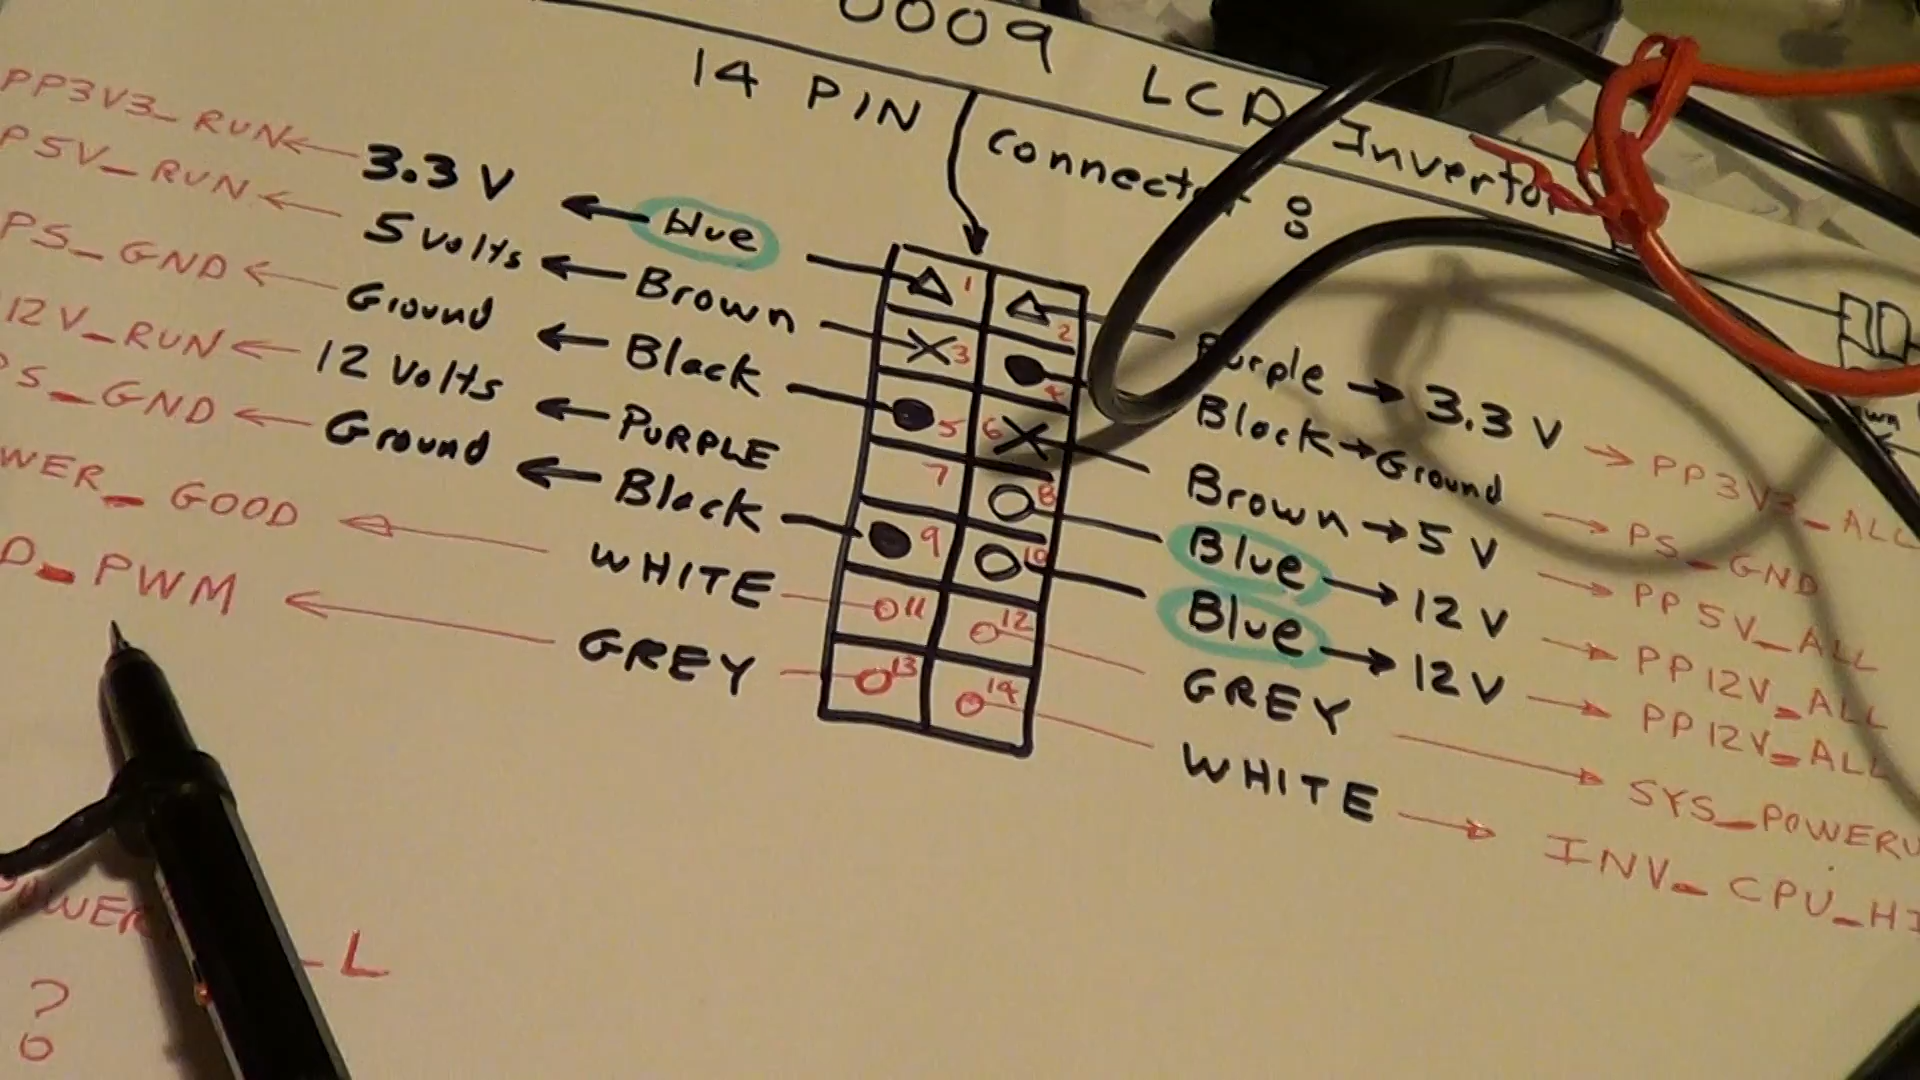 0009 LCD Invertor
14 PIN connector :
PP3V3_RUN ← 3.3 V ← blue 1
P5V_RUN ← 5 volts ← Brown 3
PS_GND ← Ground ← Black 5
12V_RUN ← 12 volts ← PURPLE 7
PS_GND ← Ground ← Black 9
WER_GOOD ← WHITE 11
D_PWM ← GREY 13
2 Purple → 3.3 V → PP3V3_ALL
4 Black → Ground → PS_GND
6 Brown → 5 V → PP5V_ALL
8 Blue → 12 V → PP12V_ALL
10 Blue → 12 V → PP12V_ALL
12 GREY → SYS_POWERU
14 WHITE → INV_CPU_HI
POWER _L
?